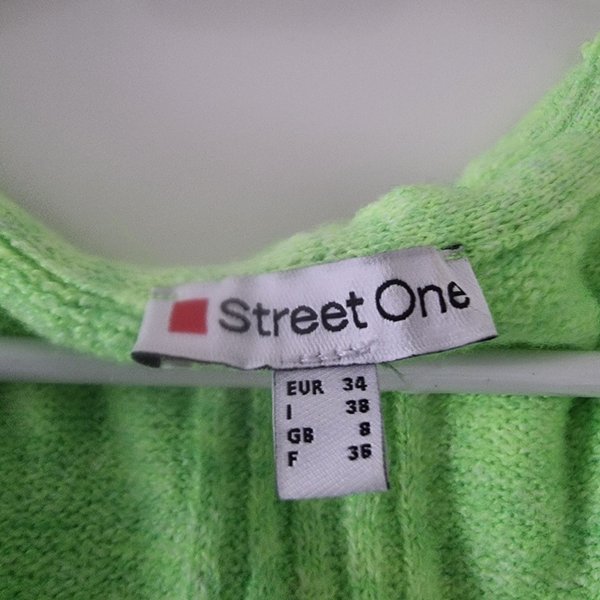 Street One
EUR 34
I 38
GB 8
F 36